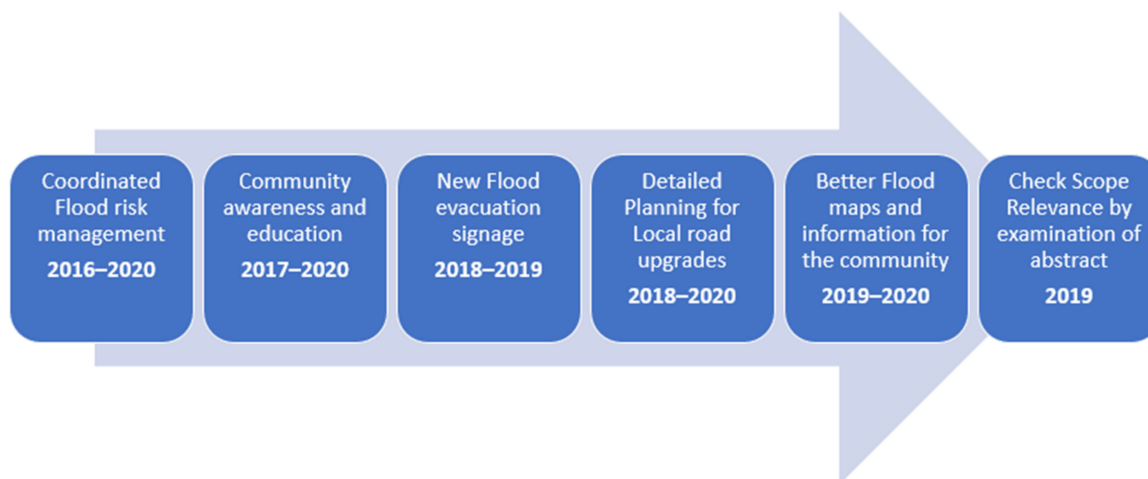 Coordinated
Flood risk
management
2016–2020
Community
awareness and
education
2017–2020
New Flood
evacuation
signage
2018–2019
Detailed
Planning for
Local road
upgrades
2018–2020
Better Flood
maps and
information for
the community
2019–2020
Check Scope
Relevance by
examination of
abstract
2019